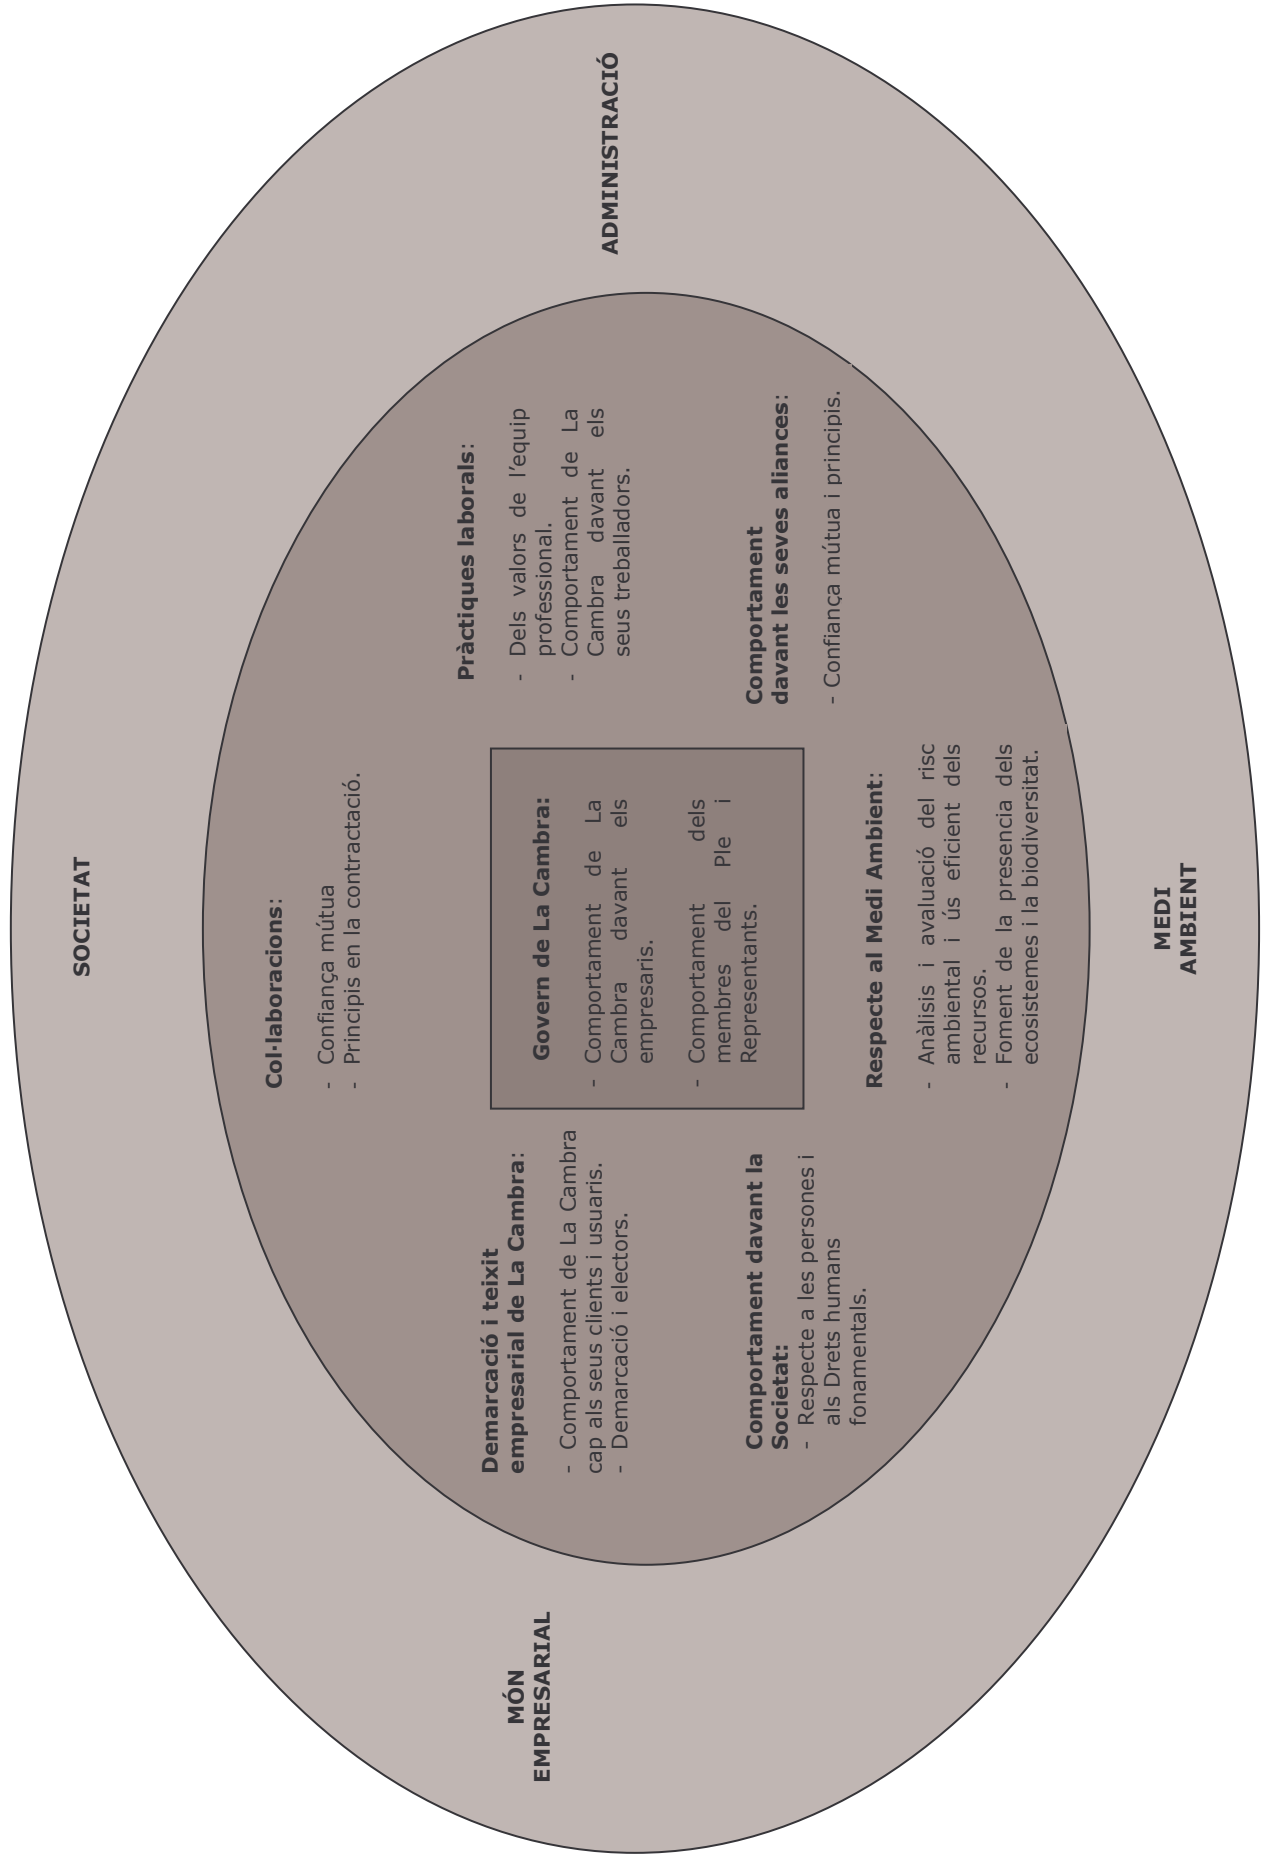 SOCIETAT
Col·laboracions:
- Confiança mútua
- Principis en la contractació.
MÓN
EMPRESARIAL
Demarcació i teixit
empresarial de La Cambra:
- Comportament de La Cambra
cap als seus clients i usuaris.
- Demarcació i electors.
Govern de La Cambra:
- Comportament de La
Cambra davant els
empresaris.
- Comportament dels
membres del Ple i
Representants.
Pràctiques laborals:
- Dels valors de l’equip
professional.
- Comportament de La
Cambra davant els
seus treballadors.
ADMINISTRACIÓ
Comportament davant la
Societat:
- Respecte a les persones i
als Drets humans
fonamentals.
Respecte al Medi Ambient:
- Anàlisis i avaluació del risc
ambiental i ús eficient dels
recursos.
- Foment de la presencia dels
ecosistemes i la biodiversitat.
Comportament
davant les seves aliances:
- Confiança mútua i principis.
MEDI
AMBIENT